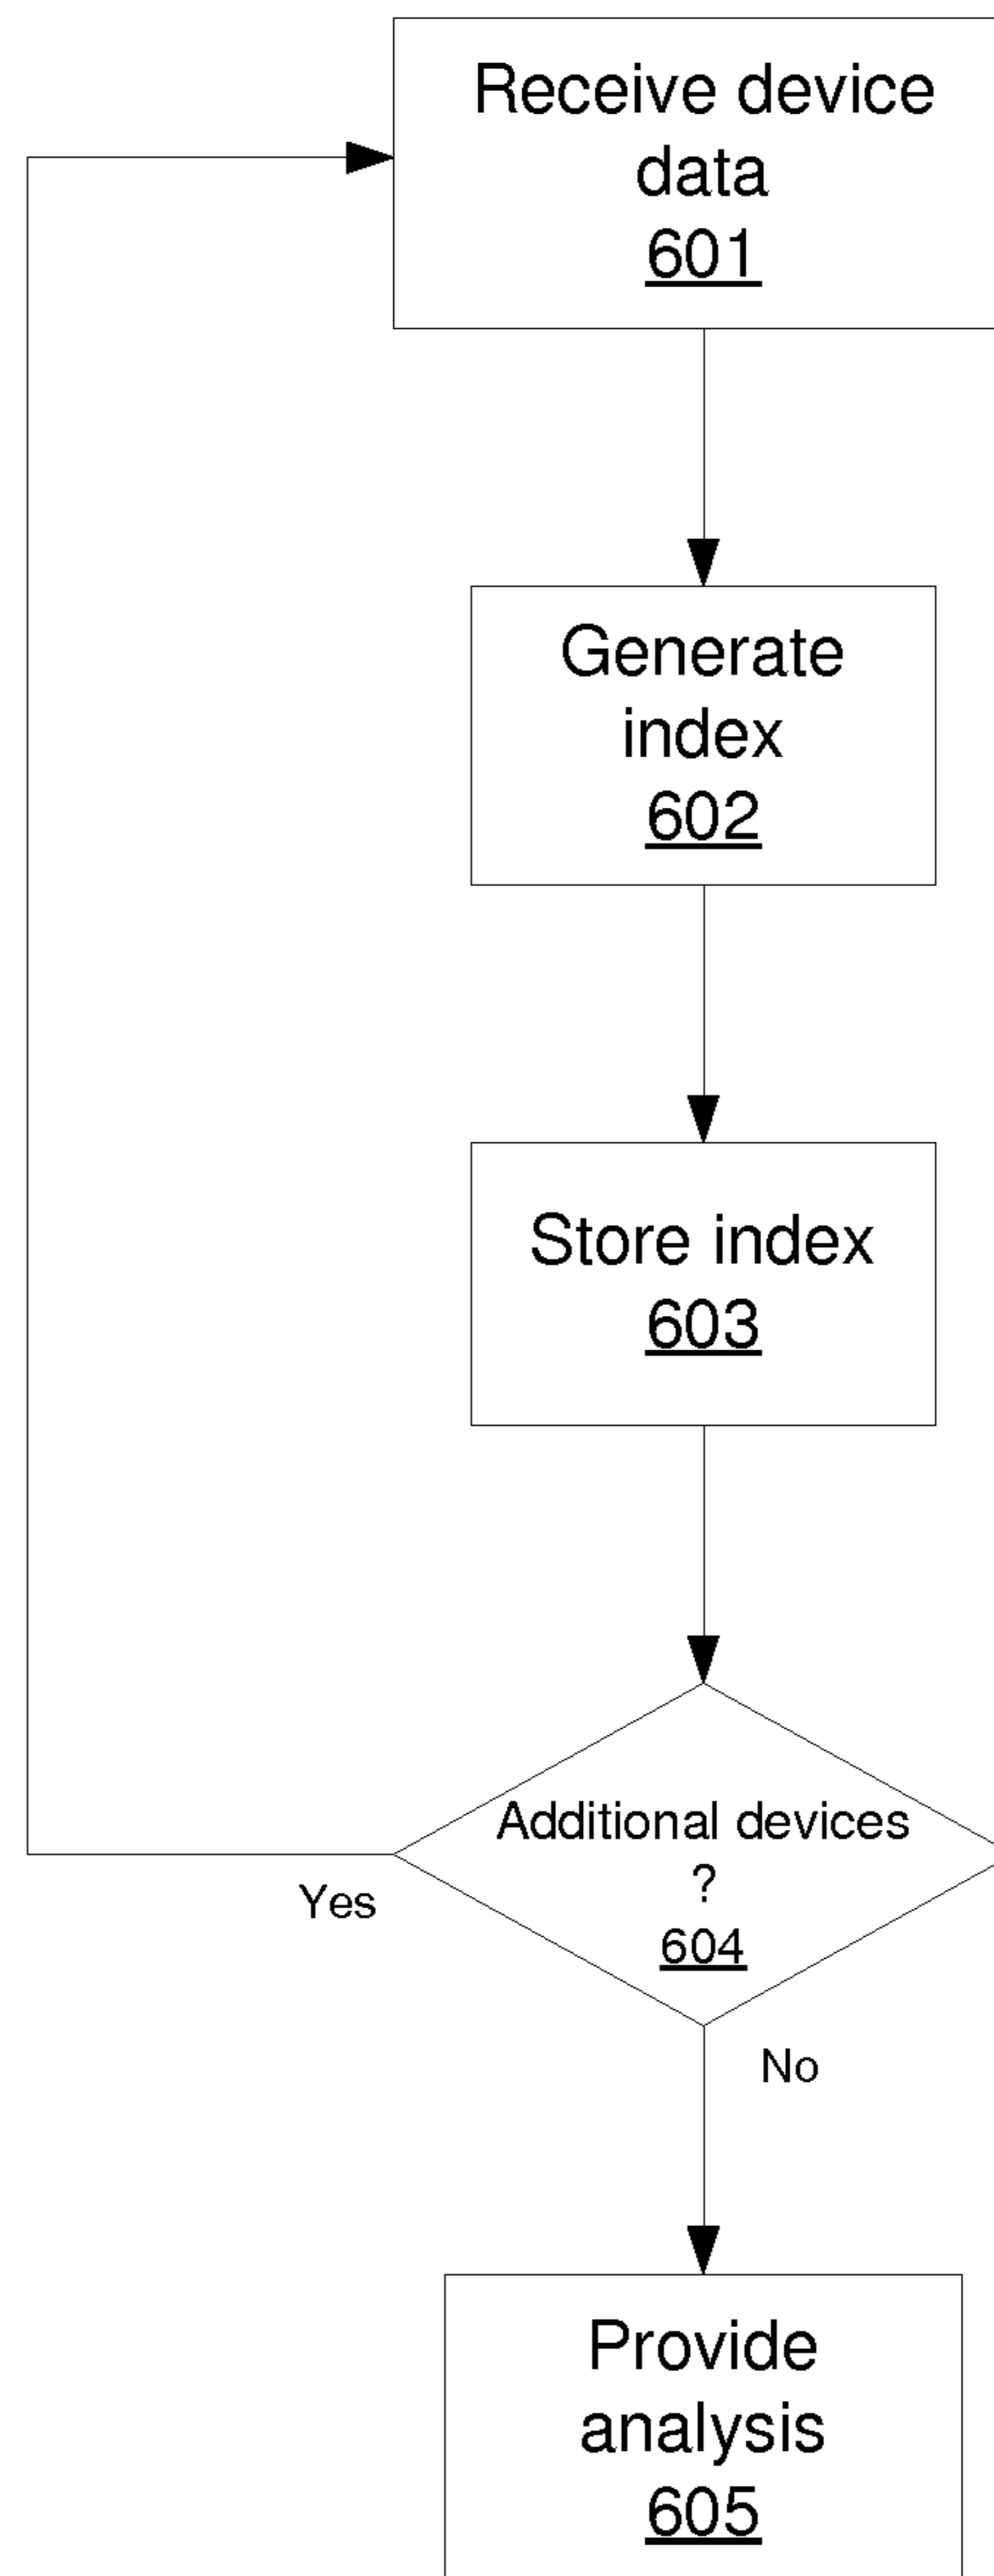 Receive device
data
601
Generate
index
602
Store index
603
Additional devices
?
604
Yes
No
Provide
analysis
605